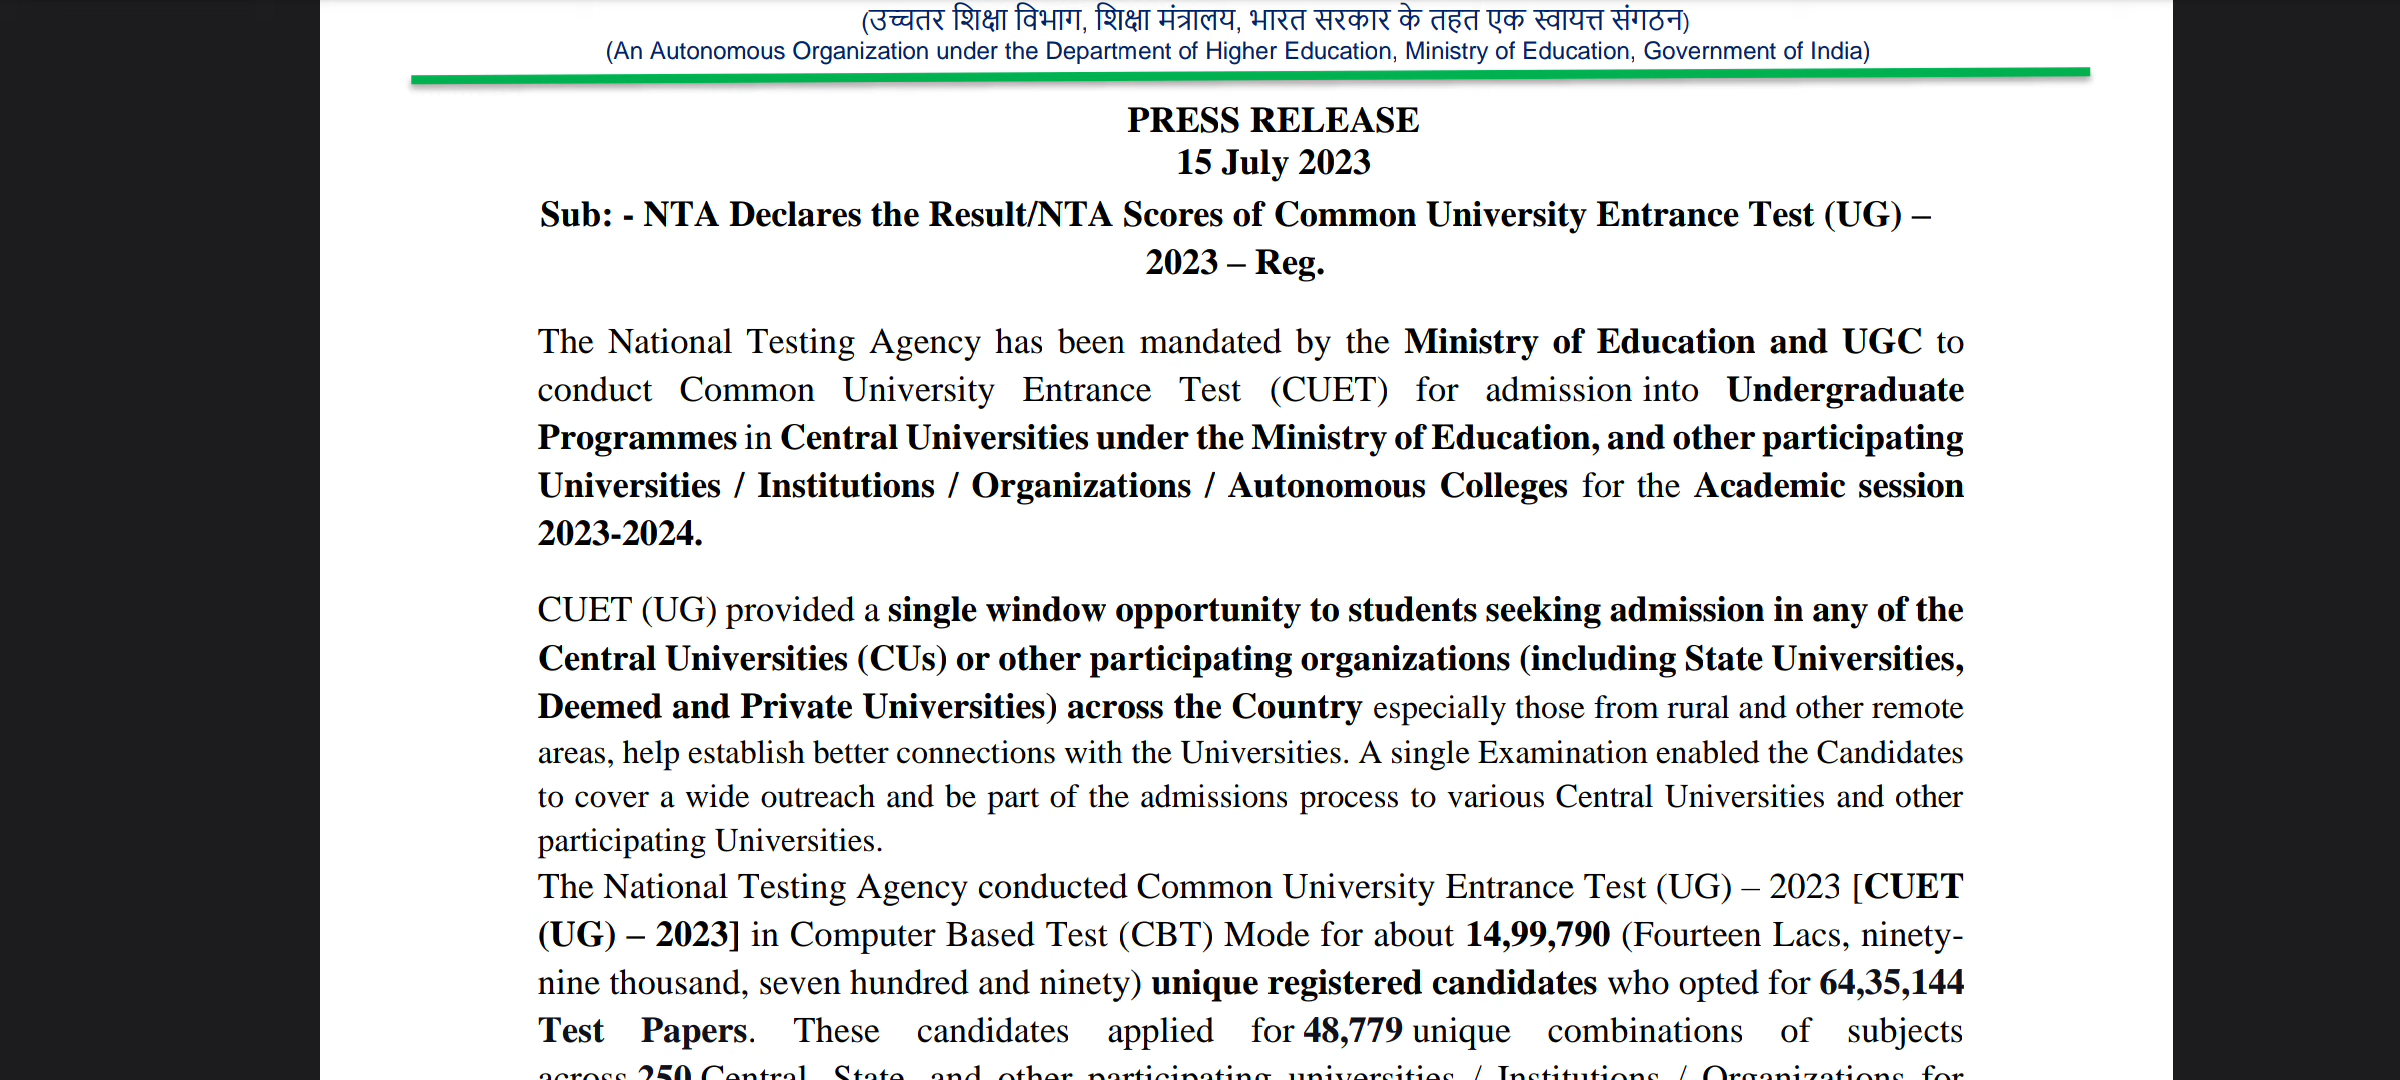 (उच्चतर शिक्षा विभाग, शिक्षा मंत्रालय, भारत सरकार के तहत एक स्वायत्त संगठन)
(An Autonomous Organization under the Department of Higher Education, Ministry of Education, Government of India)
PRESS RELEASE
15 July 2023
Sub: - NTA Declares the Result/NTA Scores of Common University Entrance Test (UG) –
2023 – Reg.
The National Testing Agency has been mandated by the Ministry of Education and UGC to
conduct Common University Entrance Test (CUET) for admission into Undergraduate
Programmes in Central Universities under the Ministry of Education, and other participating
Universities / Institutions / Organizations / Autonomous Colleges for the Academic session
2023-2024.
CUET (UG) provided a single window opportunity to students seeking admission in any of the
Central Universities (CUs) or other participating organizations (including State Universities,
Deemed and Private Universities) across the Country especially those from rural and other remote
areas, help establish better connections with the Universities. A single Examination enabled the Candidates
to cover a wide outreach and be part of the admissions process to various Central Universities and other
participating Universities.
The National Testing Agency conducted Common University Entrance Test (UG) – 2023 [CUET
(UG) – 2023] in Computer Based Test (CBT) Mode for about 14,99,790 (Fourteen Lacs, ninety-
nine thousand, seven hundred and ninety) unique registered candidates who opted for 64,35,144
Test Papers. These candidates applied for 48,779 unique combinations of subjects
across 250 Central, State, and other participating universities / Institutions / Organizations for